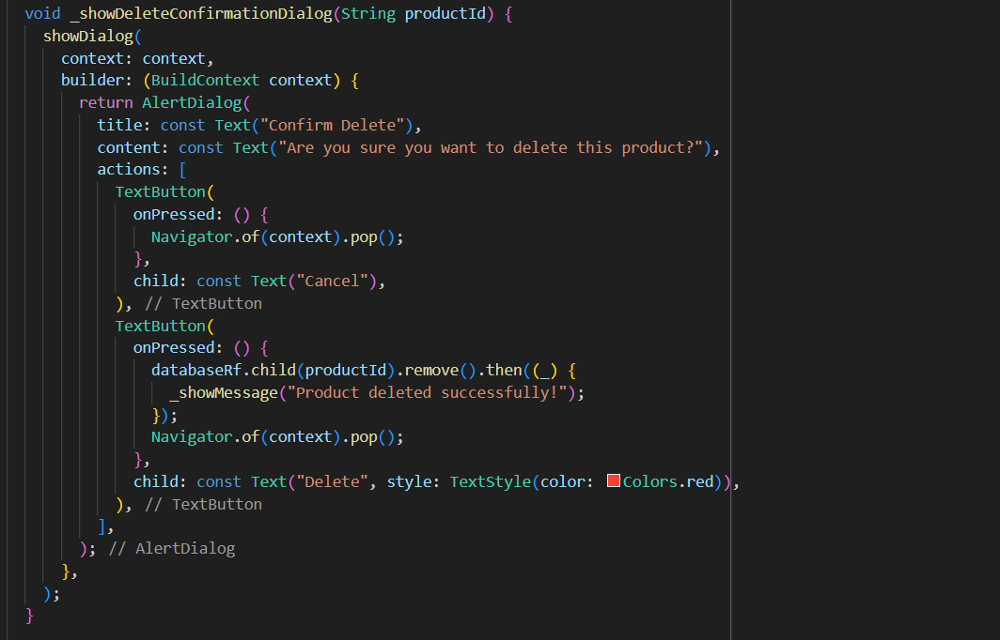 void _showDeleteConfirmationDialog(String productId) {
  showDialog(
    context: context,
    builder: (BuildContext context) {
      return AlertDialog(
        title: const Text("Confirm Delete"),
        content: const Text("Are you sure you want to delete this product?"),
        actions: [
          TextButton(
            onPressed: () {
              Navigator.of(context).pop();
            },
            child: const Text("Cancel"),
          ), // TextButton
          TextButton(
            onPressed: () {
              databaseRf.child(productId).remove().then((_) {
                _showMessage("Product deleted successfully!");
              });
              Navigator.of(context).pop();
            },
            child: const Text("Delete", style: TextStyle(color: Colors.red)),
          ), // TextButton
        ],
      ); // AlertDialog
    },
  );
}